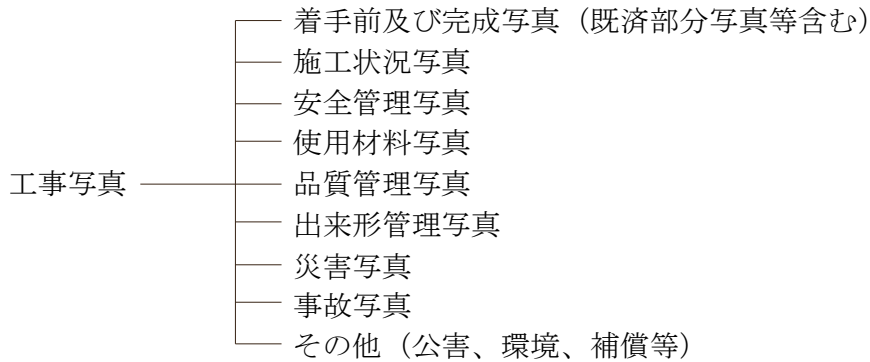 着手前及び完成写真（既済部分写真等含む）
施工状況写真
安全管理写真
使用材料写真
工事写真
品質管理写真
出来形管理写真
災害写真
事故写真
その他（公害、環境、補償等）